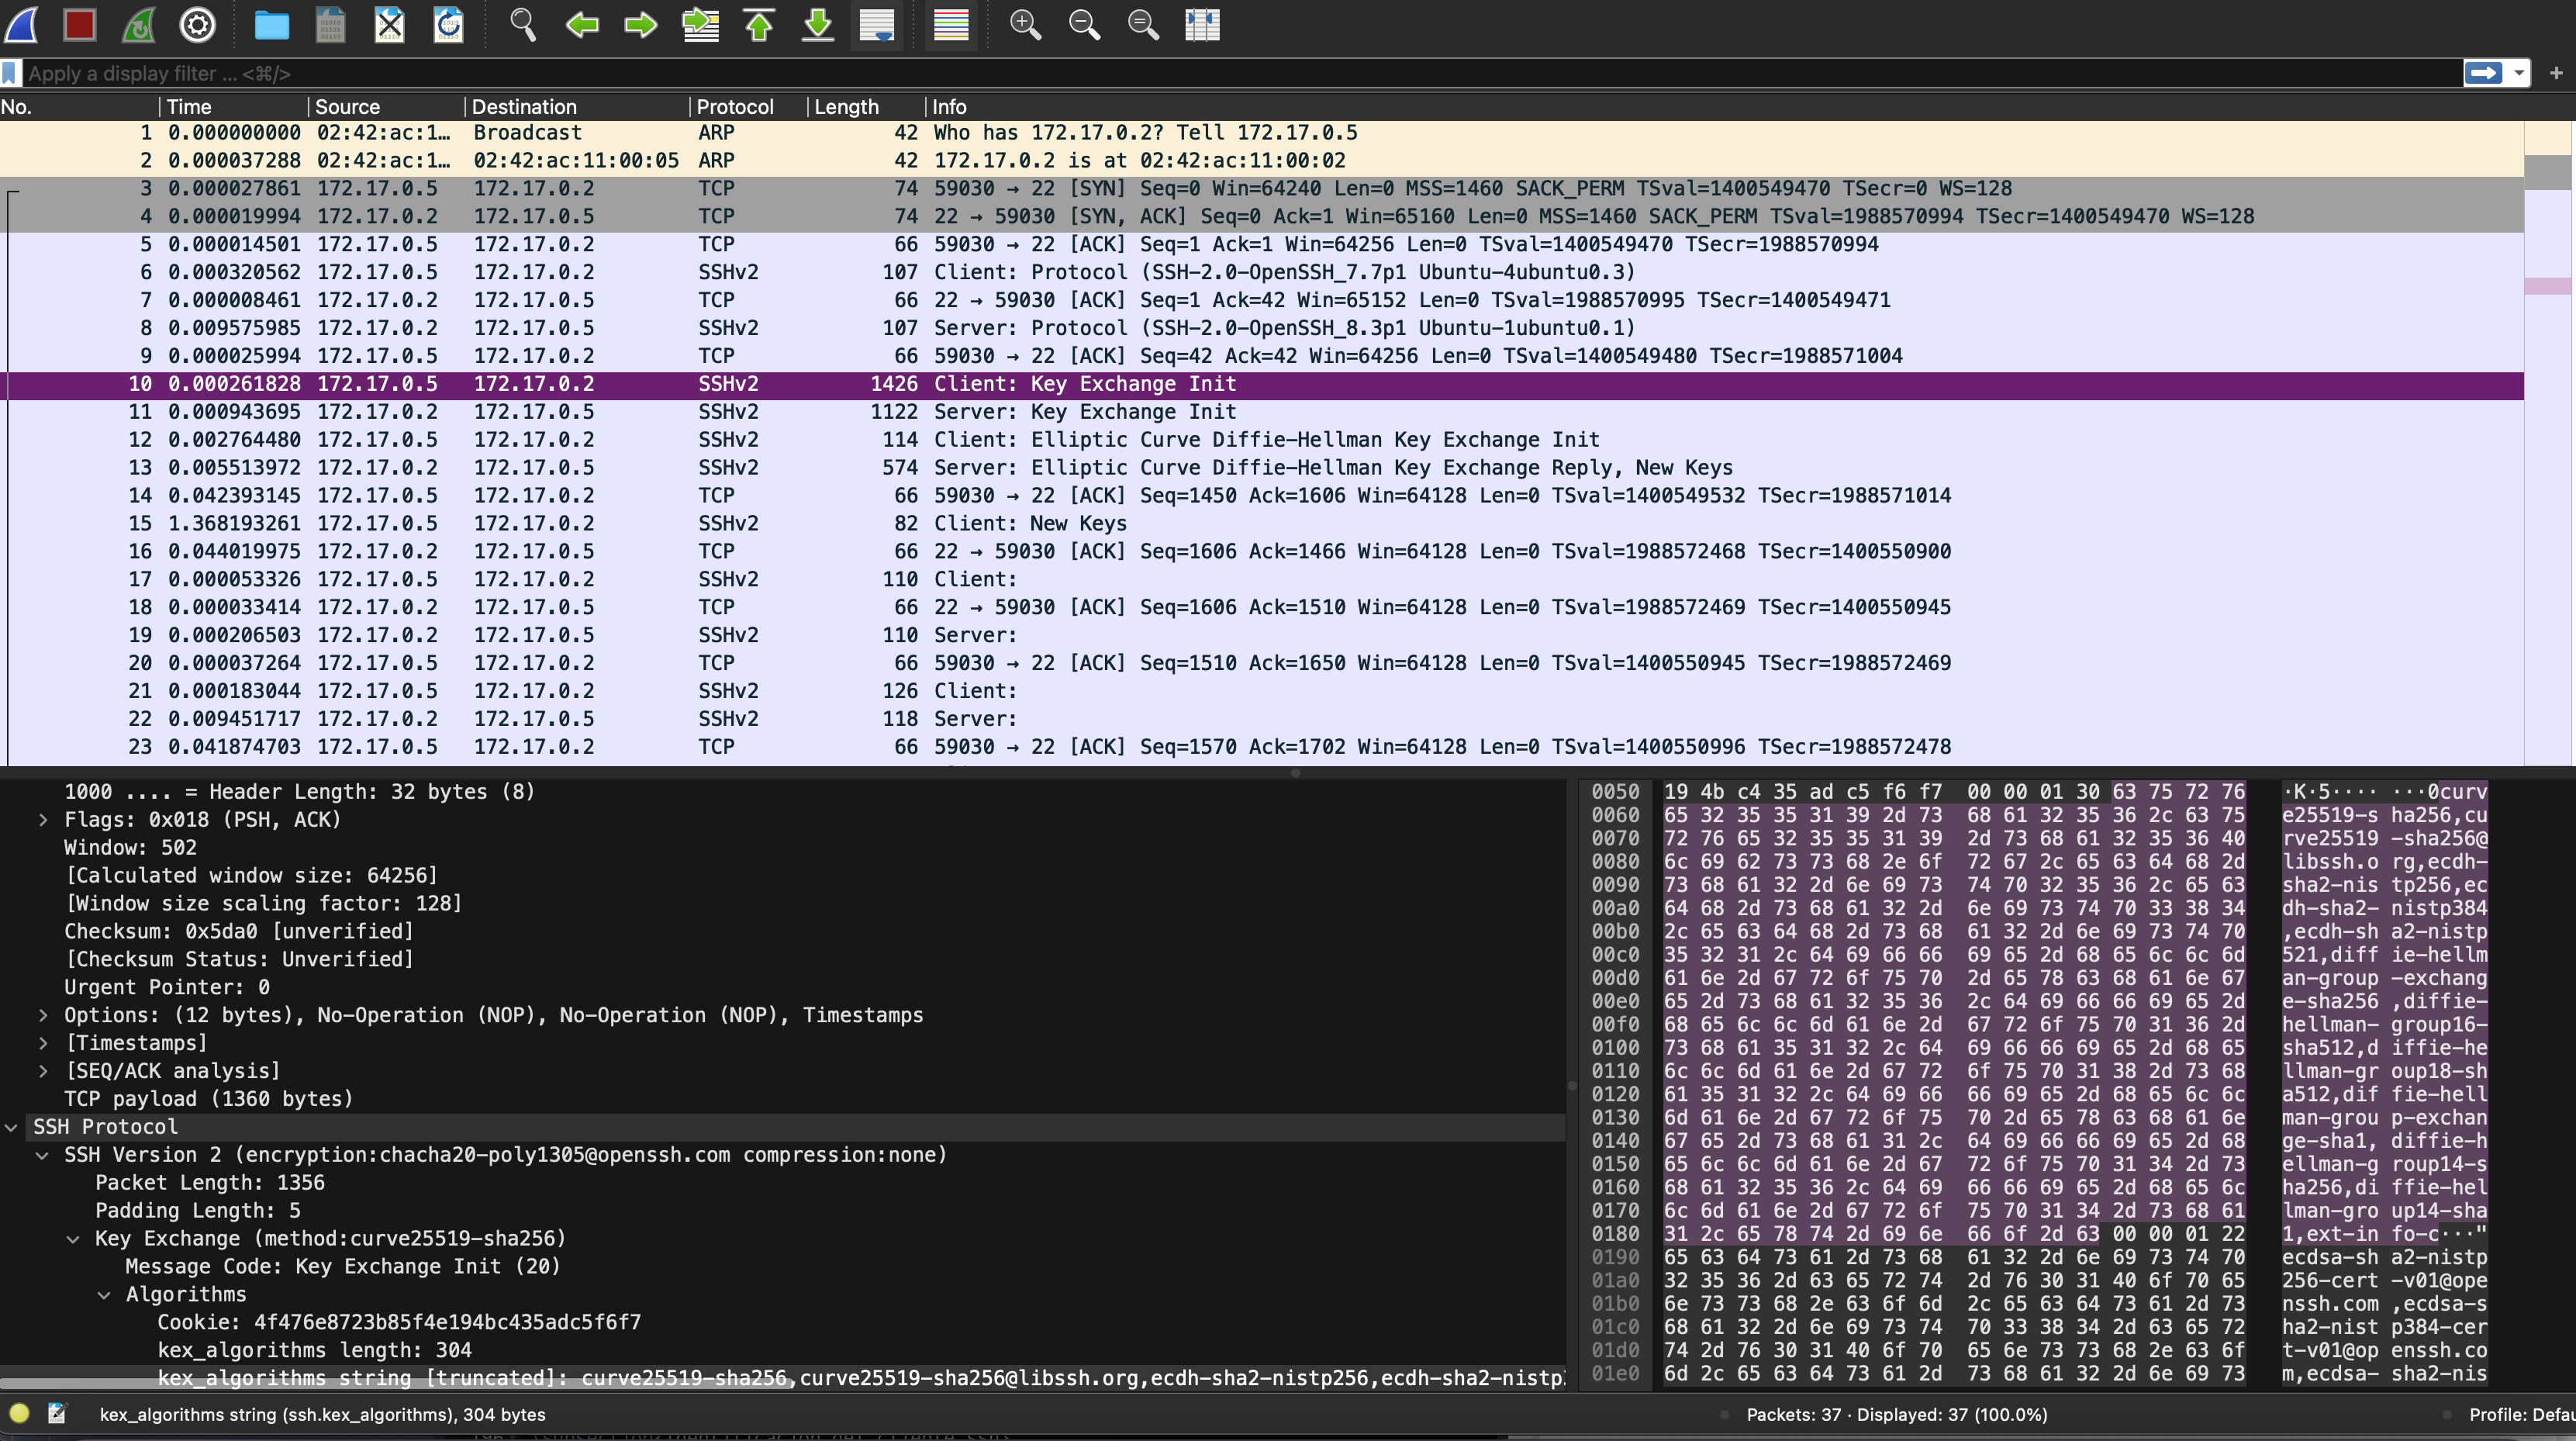 Apply a display filter ... <⌘/>
No. Time Source Destination Protocol Length Info
1 0.000000000 02:42:ac:1… Broadcast ARP 42 Who has 172.17.0.2? Tell 172.17.0.5
2 0.000037288 02:42:ac:1… 02:42:ac:11:00:05 ARP 42 172.17.0.2 is at 02:42:ac:11:00:02
3 0.000027861 172.17.0.5 172.17.0.2 TCP 74 59030 → 22 [SYN] Seq=0 Win=64240 Len=0 MSS=1460 SACK_PERM TSval=1400549470 TSecr=0 WS=128
4 0.000019994 172.17.0.2 172.17.0.5 TCP 74 22 → 59030 [SYN, ACK] Seq=0 Ack=1 Win=65160 Len=0 MSS=1460 SACK_PERM TSval=1988570994 TSecr=1400549470 WS=128
5 0.000014501 172.17.0.5 172.17.0.2 TCP 66 59030 → 22 [ACK] Seq=1 Ack=1 Win=64256 Len=0 TSval=1400549470 TSecr=1988570994
6 0.000320562 172.17.0.5 172.17.0.2 SSHv2 107 Client: Protocol (SSH-2.0-OpenSSH_7.7p1 Ubuntu-4ubuntu0.3)
7 0.000008461 172.17.0.2 172.17.0.5 TCP 66 22 → 59030 [ACK] Seq=1 Ack=42 Win=65152 Len=0 TSval=1988570995 TSecr=1400549471
8 0.009575985 172.17.0.2 172.17.0.5 SSHv2 107 Server: Protocol (SSH-2.0-OpenSSH_8.3p1 Ubuntu-1ubuntu0.1)
9 0.000025994 172.17.0.5 172.17.0.2 TCP 66 59030 → 22 [ACK] Seq=42 Ack=42 Win=64256 Len=0 TSval=1400549480 TSecr=1988571004
10 0.000261828 172.17.0.5 172.17.0.2 SSHv2 1426 Client: Key Exchange Init
11 0.000943695 172.17.0.2 172.17.0.5 SSHv2 1122 Server: Key Exchange Init
12 0.002764480 172.17.0.5 172.17.0.2 SSHv2 114 Client: Elliptic Curve Diffie-Hellman Key Exchange Init
13 0.005513972 172.17.0.2 172.17.0.5 SSHv2 574 Server: Elliptic Curve Diffie-Hellman Key Exchange Reply, New Keys
14 0.042393145 172.17.0.5 172.17.0.2 TCP 66 59030 → 22 [ACK] Seq=1450 Ack=1606 Win=64128 Len=0 TSval=1400549532 TSecr=1988571014
15 1.368193261 172.17.0.5 172.17.0.2 SSHv2 82 Client: New Keys
16 0.044019975 172.17.0.2 172.17.0.5 TCP 66 22 → 59030 [ACK] Seq=1606 Ack=1466 Win=64128 Len=0 TSval=1988572468 TSecr=1400550900
17 0.000053326 172.17.0.5 172.17.0.2 SSHv2 110 Client:
18 0.000033414 172.17.0.2 172.17.0.5 TCP 66 22 → 59030 [ACK] Seq=1606 Ack=1510 Win=64128 Len=0 TSval=1988572469 TSecr=1400550945
19 0.000206503 172.17.0.2 172.17.0.5 SSHv2 110 Server:
20 0.000037264 172.17.0.5 172.17.0.2 TCP 66 59030 → 22 [ACK] Seq=1510 Ack=1650 Win=64128 Len=0 TSval=1400550945 TSecr=1988572469
21 0.000183044 172.17.0.5 172.17.0.2 SSHv2 126 Client:
22 0.009451717 172.17.0.2 172.17.0.5 SSHv2 118 Server:
23 0.041874703 172.17.0.5 172.17.0.2 TCP 66 59030 → 22 [ACK] Seq=1570 Ack=1702 Win=64128 Len=0 TSval=1400550996 TSecr=1988572478
1000 .... = Header Length: 32 bytes (8)
Flags: 0x018 (PSH, ACK)
Window: 502
[Calculated window size: 64256]
[Window size scaling factor: 128]
Checksum: 0x5da0 [unverified]
[Checksum Status: Unverified]
Urgent Pointer: 0
Options: (12 bytes), No-Operation (NOP), No-Operation (NOP), Timestamps
[Timestamps]
[SEQ/ACK analysis]
TCP payload (1360 bytes)
SSH Protocol
SSH Version 2 (encryption:chacha20-poly1305@openssh.com compression:none)
Packet Length: 1356
Padding Length: 5
Key Exchange (method:curve25519-sha256)
Message Code: Key Exchange Init (20)
Algorithms
Cookie: 4f476e8723b85f4e194bc435adc5f6f7
kex_algorithms length: 304
kex_algorithms string [truncated]: curve25519-sha256,curve25519-sha256@libssh.org,ecdh-sha2-nistp256,ecdh-sha2-nistp
0050 19 4b c4 35 ad c5 f6 f7 00 00 01 30 63 75 72 76 ·K·5···· ···0curv
0060 65 32 35 35 31 39 2d 73 68 61 32 35 36 2c 63 75 e25519-s ha256,cu
0070 72 76 65 32 35 35 31 39 2d 73 68 61 32 35 36 40 rve25519 -sha256@
0080 6c 69 62 73 73 68 2e 6f 72 67 2c 65 63 64 68 2d libssh.o rg,ecdh-
0090 73 68 61 32 2d 6e 69 73 74 70 32 35 36 2c 65 63 sha2-nis tp256,ec
00a0 64 68 2d 73 68 61 32 2d 6e 69 73 74 70 33 38 34 dh-sha2- nistp384
00b0 2c 65 63 64 68 2d 73 68 61 32 2d 6e 69 73 74 70 ,ecdh-sh a2-nistp
00c0 35 32 31 2c 64 69 66 66 69 65 2d 68 65 6c 6c 6d 521,diff ie-hellm
00d0 61 6e 2d 67 72 6f 75 70 2d 65 78 63 68 61 6e 67 an-group -exchang
00e0 65 2d 73 68 61 32 35 36 2c 64 69 66 66 69 65 2d e-sha256 ,diffie-
00f0 68 65 6c 6c 6d 61 6e 2d 67 72 6f 75 70 31 36 2d hellman- group16-
0100 73 68 61 35 31 32 2c 64 69 66 66 69 65 2d 68 65 sha512,d iffie-he
0110 6c 6c 6d 61 6e 2d 67 72 6f 75 70 31 38 2d 73 68 llman-gr oup18-sh
0120 61 35 31 32 2c 64 69 66 66 69 65 2d 68 65 6c 6c a512,dif fie-hell
0130 6d 61 6e 2d 67 72 6f 75 70 2d 65 78 63 68 61 6e man-grou p-exchan
0140 67 65 2d 73 68 61 31 2c 64 69 66 66 69 65 2d 68 ge-sha1, diffie-h
0150 65 6c 6c 6d 61 6e 2d 67 72 6f 75 70 31 34 2d 73 ellman-g roup14-s
0160 68 61 32 35 36 2c 64 69 66 66 69 65 2d 68 65 6c ha256,di ffie-hel
0170 6c 6d 61 6e 2d 67 72 6f 75 70 31 34 2d 73 68 61 lman-gro up14-sha
0180 31 2c 65 78 74 2d 69 6e 66 6f 2d 63 00 00 01 22 1,ext-in fo-c···"
0190 65 63 64 73 61 2d 73 68 61 32 2d 6e 69 73 74 70 ecdsa-sh a2-nistp
01a0 32 35 36 2d 63 65 72 74 2d 76 30 31 40 6f 70 65 256-cert -v01@ope
01b0 6e 73 73 68 2e 63 6f 6d 2c 65 63 64 73 61 2d 73 nssh.com ,ecdsa-s
01c0 68 61 32 2d 6e 69 73 74 70 33 38 34 2d 63 65 72 ha2-nist p384-cer
01d0 74 2d 76 30 31 40 6f 70 65 6e 73 73 68 2e 63 6f t-v01@op enssh.co
01e0 6d 2c 65 63 64 73 61 2d 73 68 61 32 2d 6e 69 73 m,ecdsa- sha2-nis
kex_algorithms string (ssh.kex_algorithms), 304 bytes
Packets: 37 · Displayed: 37 (100.0%)
Profile: Defau